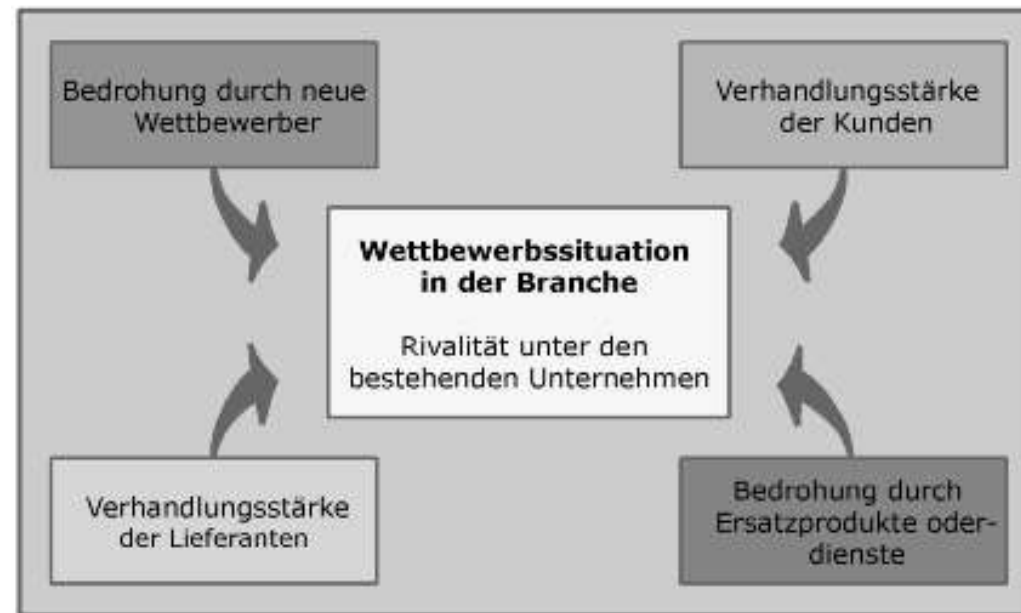 Bedrohung durch neue
Wettbewerber
Verhandlungsstärke
der Kunden
Wettbewerbssituation
in der Branche
Rivalität unter den
bestehenden Unternehmen
Verhandlungsstärke
der Lieferanten
Bedrohung durch
Ersatzprodukte oder-
dienste